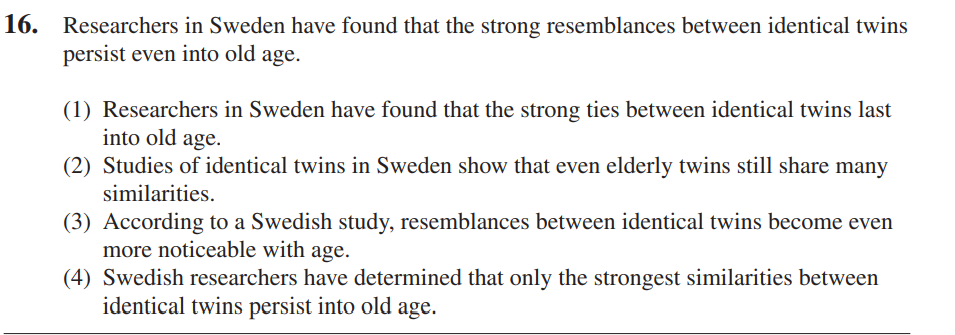 16. Researchers in Sweden have found that the strong resemblances between identical twins
persist even into old age.
(1) Researchers in Sweden have found that the strong ties between identical twins last
into old age.
(2) Studies of identical twins in Sweden show that even elderly twins still share many
similarities.
(3) According to a Swedish study, resemblances between identical twins become even
more noticeable with age.
(4) Swedish researchers have determined that only the strongest similarities between
identical twins persist into old age.